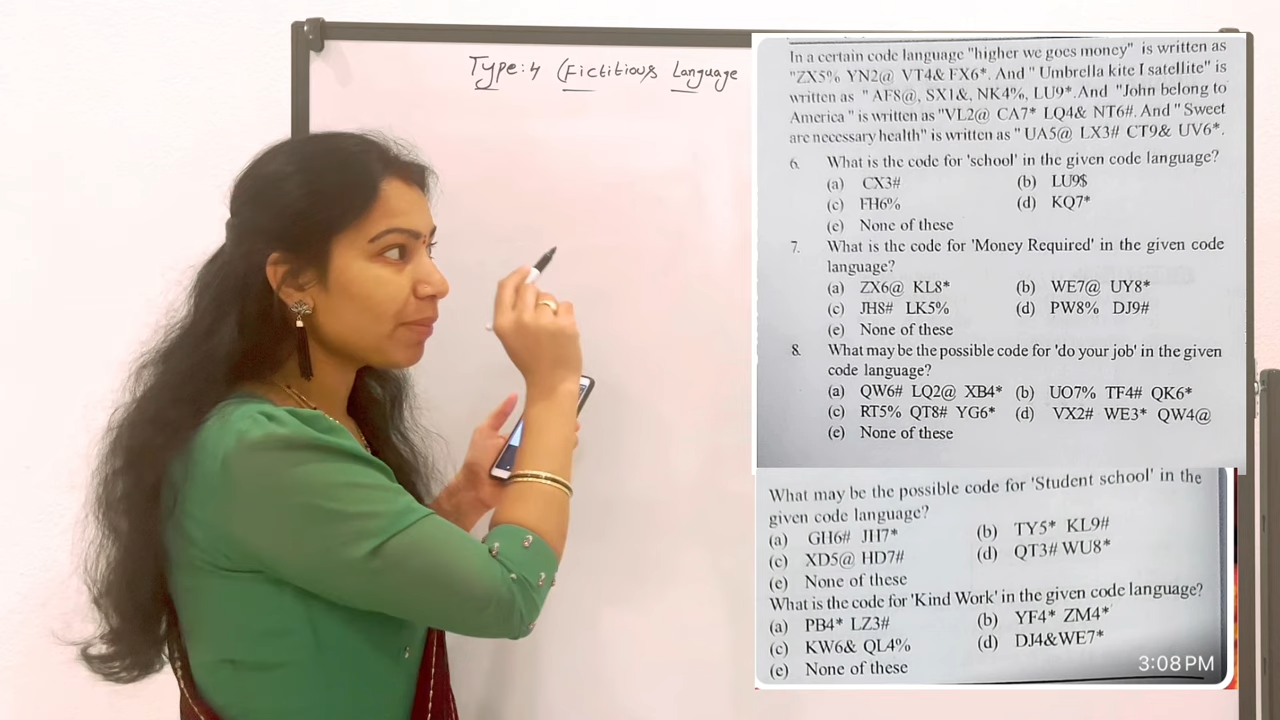 Type: 4 (Fictitious Language
In a certain code language "higher we goes money" is written as
"ZX5% YN2@ VT4& FX6*. And " Umbrella kite I satellite" is
written as " AF8@, SX1&, NK4%, LU9*.And "John belong to
America " is written as "VL2@ CA7* LQ4& NT6#. And " Sweet
are necessary health" is written as " UA5@ LX3# CT9& UV6*.
6. What is the code for 'school' in the given code language?
(a) CX3# (b) LU9$
(c) FH6% (d) KQ7*
(e) None of these
7. What is the code for 'Money Required' in the given code
language?
(a) ZX6@ KL8* (b) WE7@ UY8*
(c) JH8# LK5% (d) PW8% DJ9#
(e) None of these
8. What may be the possible code for 'do your job' in the given
code language?
(a) QW6# LQ2@ XB4* (b) UO7% TF4# QK6*
(c) RT5% QT8# YG6* (d) VX2# WE3* QW4@
(e) None of these
What may be the possible code for 'Student school' in the
given code language?
(a) GH6# JH7* (b) TY5* KL9#
(c) XD5@ HD7# (d) QT3# WU8*
(e) None of these
What is the code for 'Kind Work' in the given code language?
(a) PB4* LZ3# (b) YF4* ZM4*
(c) KW6& QL4% (d) DJ4&WE7*
(e) None of these
3:08 PM